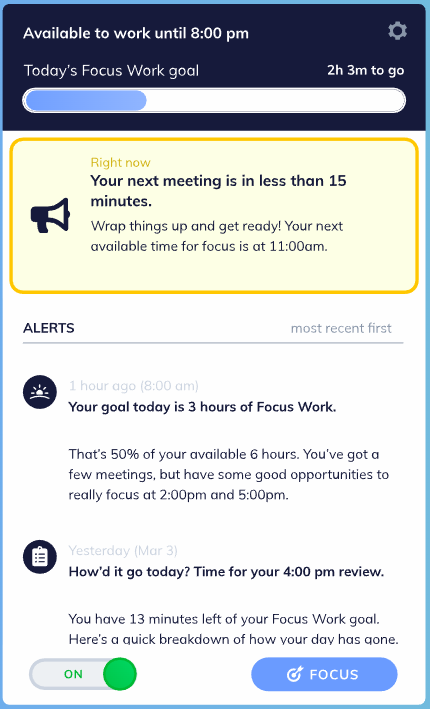 Available to work until 8:00 pm
Today's Focus Work goal
2h 3m to go
Right now
Your next meeting is in less than 15
minutes.
Wrap things up and get ready! Your next
available time for focus is at 11:00am.
ALERTS
most recent first
1 hour ago (8:00 am)
Your goal today is 3 hours of Focus Work.
That's 50% of your available 6 hours. You've got a
few meetings, but have some good opportunities to
really focus at 2:00pm and 5:00pm.
Yesterday (Mar 3)
How'd it go today? Time for your 4:00 pm review.
You have 13 minutes left of your Focus Work goal.
Here's a quick breakdown of how your day has gone.
ON
FOCUS